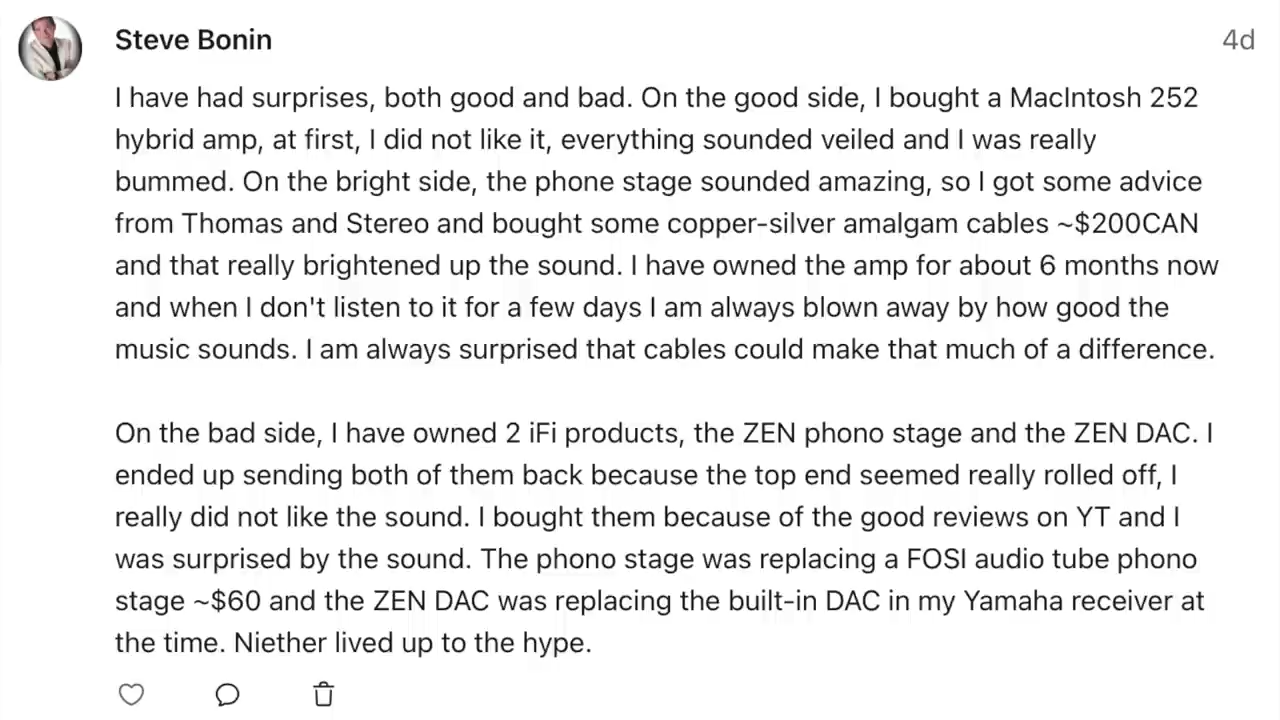 Steve Bonin
4d
I have had surprises, both good and bad. On the good side, I bought a MacIntosh 252
hybrid amp, at first, I did not like it, everything sounded veiled and I was really
bummed. On the bright side, the phone stage sounded amazing, so I got some advice
from Thomas and Stereo and bought some copper-silver amalgam cables ~$200CAN
and that really brightened up the sound. I have owned the amp for about 6 months now
and when I don't listen to it for a few days I am always blown away by how good the
music sounds. I am always surprised that cables could make that much of a difference.
On the bad side, I have owned 2 iFi products, the ZEN phono stage and the ZEN DAC. I
ended up sending both of them back because the top end seemed really rolled off, I
really did not like the sound. I bought them because of the good reviews on YT and I
was surprised by the sound. The phono stage was replacing a FOSI audio tube phono
stage ~$60 and the ZEN DAC was replacing the built-in DAC in my Yamaha receiver at
the time. Niether lived up to the hype.